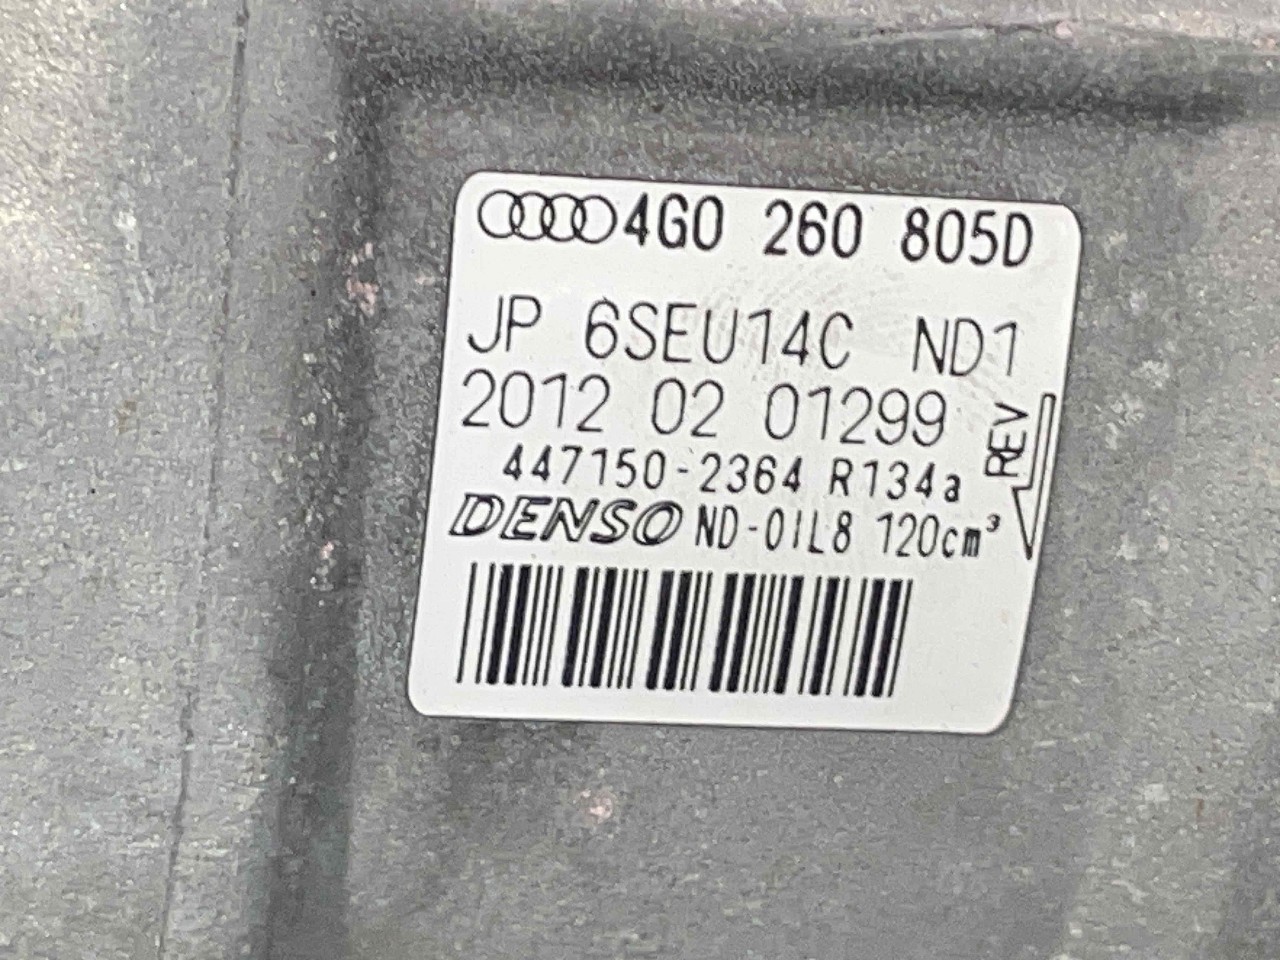 4G0 260 805D
JP 6SEU14C ND1
2012 02 01299
REV
447150-2364 R134a
DENSO ND-OIL8 120cm³